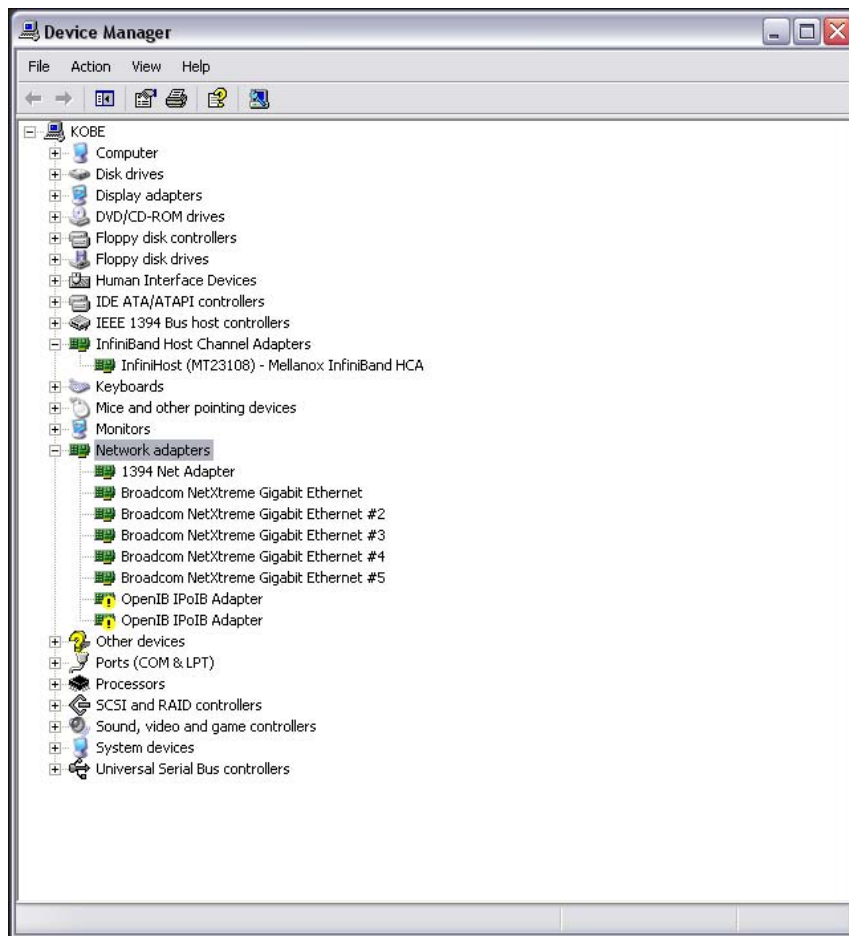 Device Manager
File Action View Help
KOBE
Computer
Disk drives
Display adapters
DVD/CD-ROM drives
Floppy disk controllers
Floppy disk drives
Human Interface Devices
IDE ATA/ATAPI controllers
IEEE 1394 Bus host controllers
InfiniBand Host Channel Adapters
InfiniHost (MT23108) - Mellanox InfiniBand HCA
Keyboards
Mice and other pointing devices
Monitors
Network adapters
1394 Net Adapter
Broadcom NetXtreme Gigabit Ethernet
Broadcom NetXtreme Gigabit Ethernet #2
Broadcom NetXtreme Gigabit Ethernet #3
Broadcom NetXtreme Gigabit Ethernet #4
Broadcom NetXtreme Gigabit Ethernet #5
OpenIB IPoIB Adapter
OpenIB IPoIB Adapter
Other devices
Ports (COM & LPT)
Processors
SCSI and RAID controllers
Sound, video and game controllers
System devices
Universal Serial Bus controllers